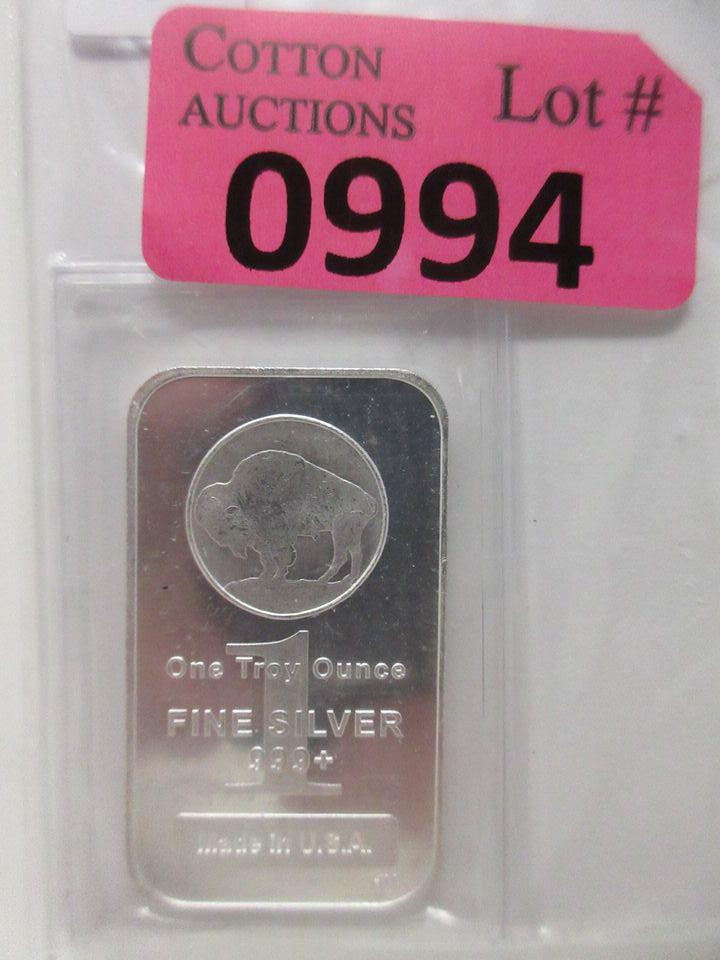 COTTON
AUCTIONS
Lot #
0994
1
One Troy Ounce
FINE SILVER
999+
Made in U.S.A.